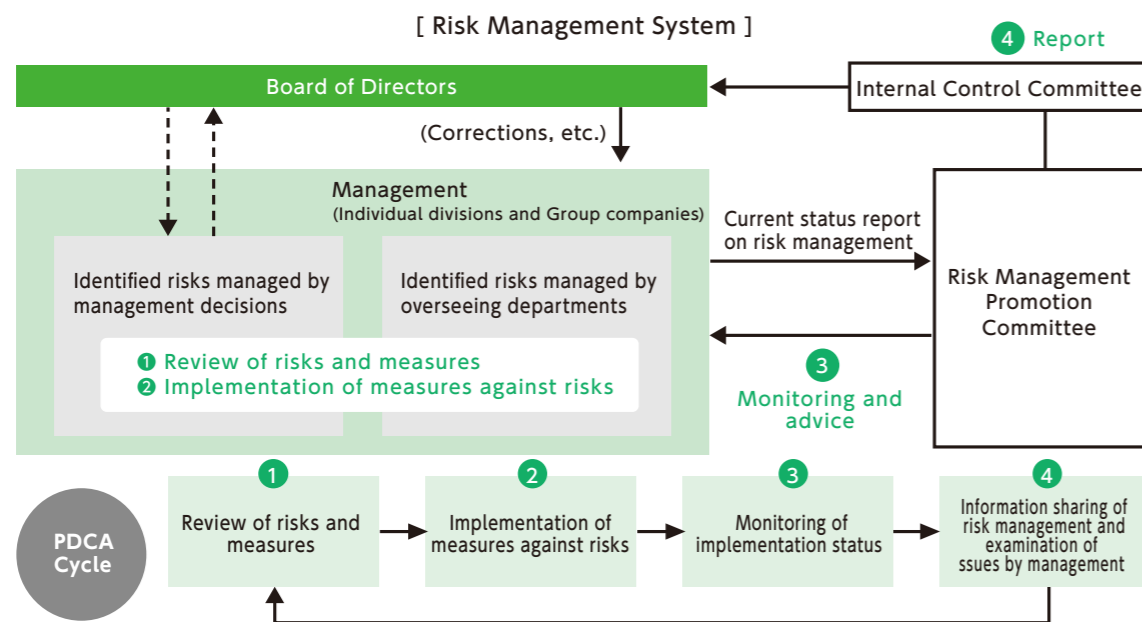 [ Risk Management System ]
4 Report
Board of Directors
Internal Control Committee
(Corrections, etc.)
Management
(Individual divisions and Group companies)
Identified risks managed by
management decisions
Identified risks managed by
overseeing departments
1 Review of risks and measures
2 Implementation of measures against risks
Current status report
on risk management
3
Monitoring and
advice
Risk Management
Promotion
Committee
PDCA
Cycle
1
Review of risks and
measures
2
Implementation of
measures against risks
3
Monitoring of
implementation status
4
Information sharing of
risk management and
examination of
ssues by management